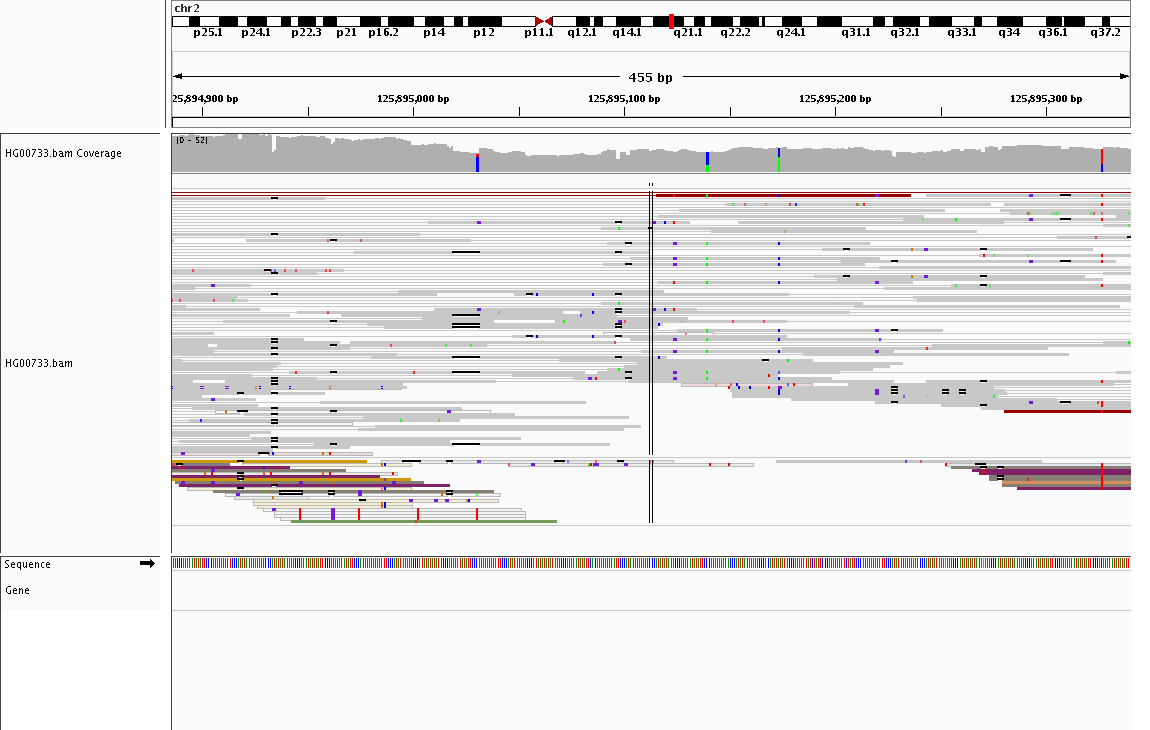 chr2
p25.1 p24.1 p22.3 p21 p16.2 p14 p12 p11.1 q12.1 q14.1 q21.1 q22.2 q24.1 q31.1 q32.1 q33.1 q34 q36.1 q37.2
455 bp
25,894,900 bp 125,895,000 bp 125,895,100 bp 125,895,200 bp 125,895,300 bp
[0 - 52]
HG00733.bam Coverage
HG00733.bam
Sequence
Gene